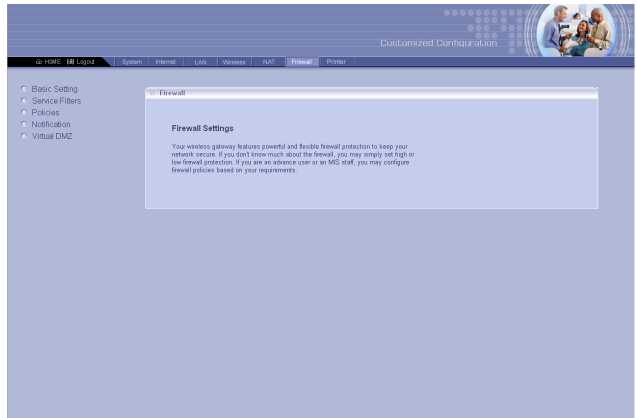 Customized Configuration
HOME Logout System Internet LAN Wireless NAT Firewall Printer
Basic Setting
Service Filters
Policies
Notification
Virtual DMZ
Firewall
Firewall Settings
Your wireless gateway features powerful and flexible firewall protection to keep your
network secure. If you don't know much about the firewall, you may simply set high or
low firewall protection. If you are an advance user or an MIS staff, you may configure
firewall policies based on your requirements.